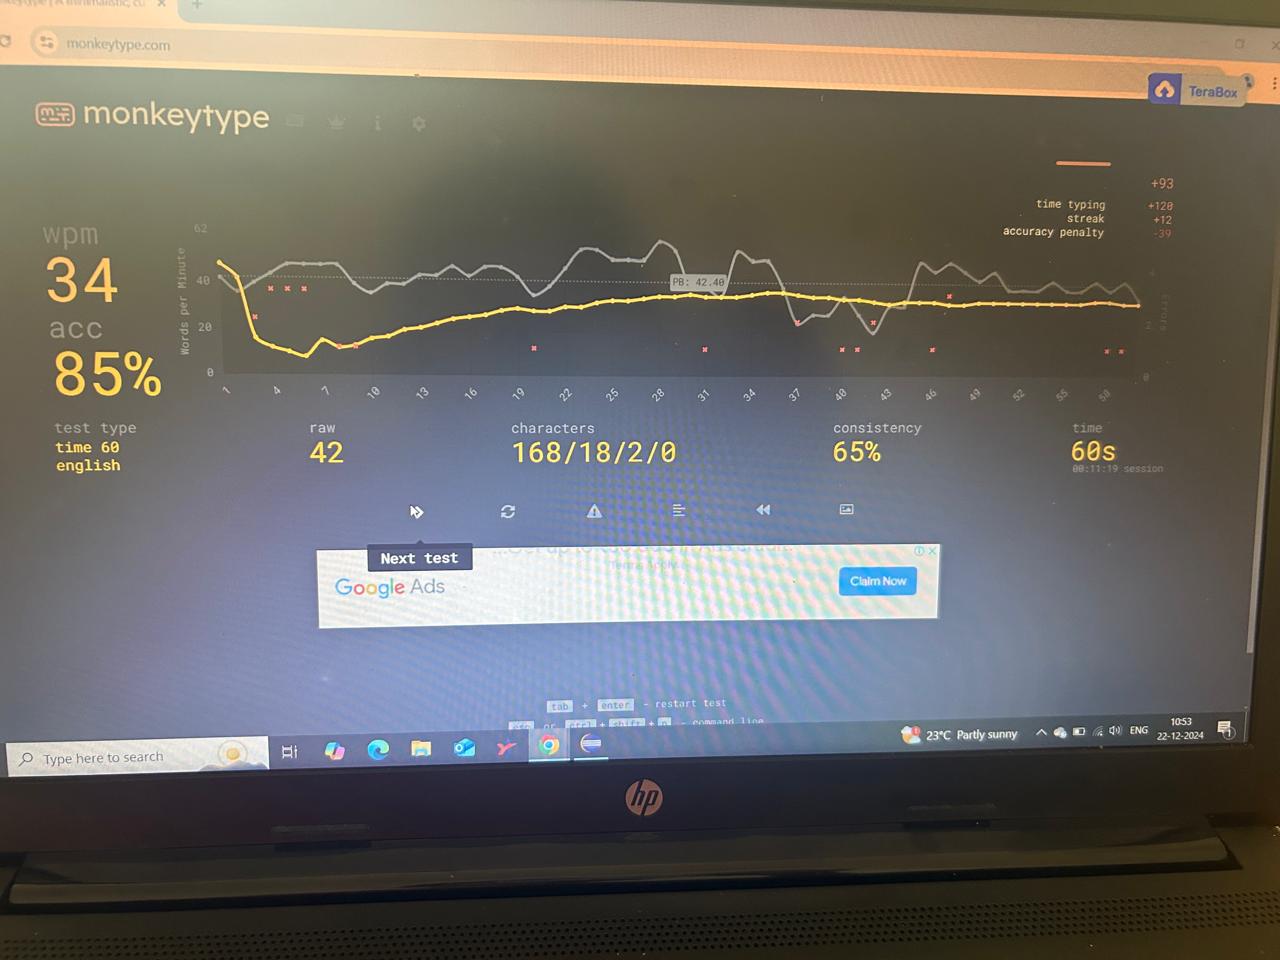 monkeytype.com
TeraBox
monkeytype
+93
time typing +120
streak +12
accuracy penalty -39
wpm
34
acc
85%
Words per Minute
62
40
20
0
PB: 42.40
1 4 7 10 13 16 19 22 25 28 31 34 37 40 43 46 49 52 55 58
Errors
0
test type
time 60
english
raw
42
characters
168/18/2/0
consistency
65%
time
60s
00:11:19 session
Next test
Terms Apply.
Google Ads
Claim Now
tab + enter - restart test
esc or ctrl + shift + p - command line
Type here to search
23°C Partly sunny
ENG
10:53
22-12-2024
1
hp